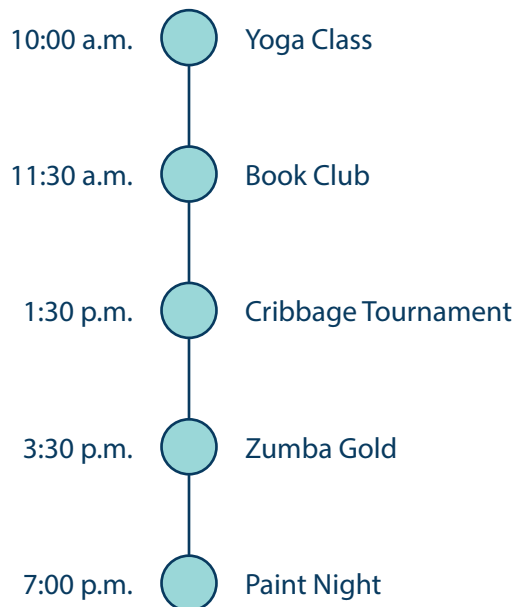 10:00 a.m. Yoga Class
11:30 a.m. Book Club
1:30 p.m. Cribbage Tournament
3:30 p.m. Zumba Gold
7:00 p.m. Paint Night